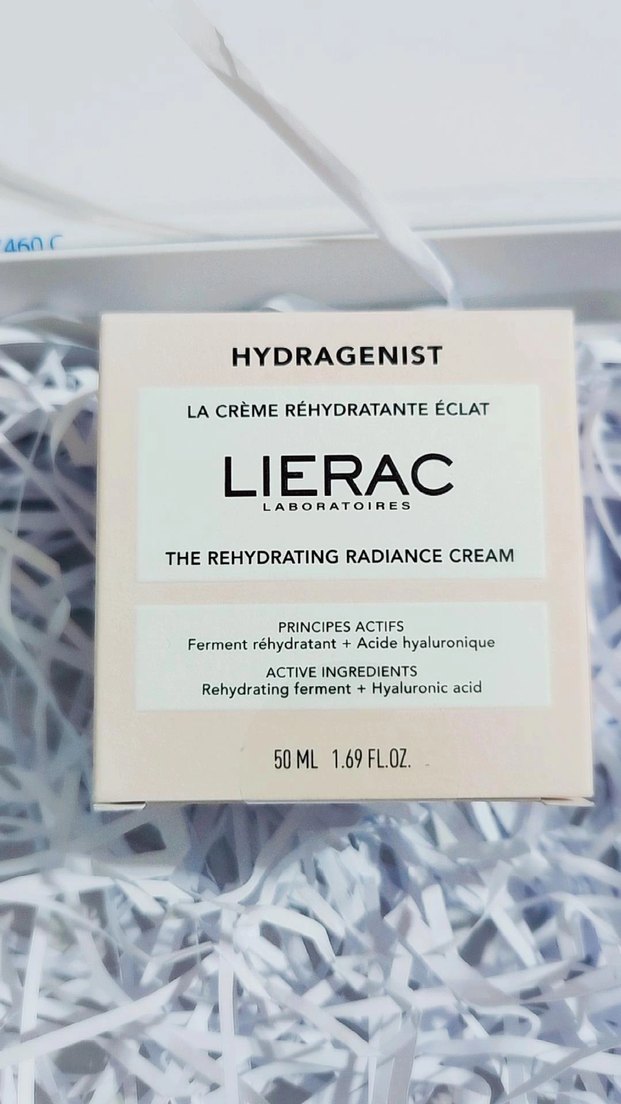 HYDRAGENIST
LA CRÈME RÉHYDRATANTE ÉCLAT
LIERAC
LABORATOIRES
THE REHYDRATING RADIANCE CREAM
PRINCIPES ACTIFS
Ferment réhydratant + Acide hyaluronique
ACTIVE INGREDIENTS
Rehydrating ferment + Hyaluronic acid
50 ML 1.69 FL.OZ.